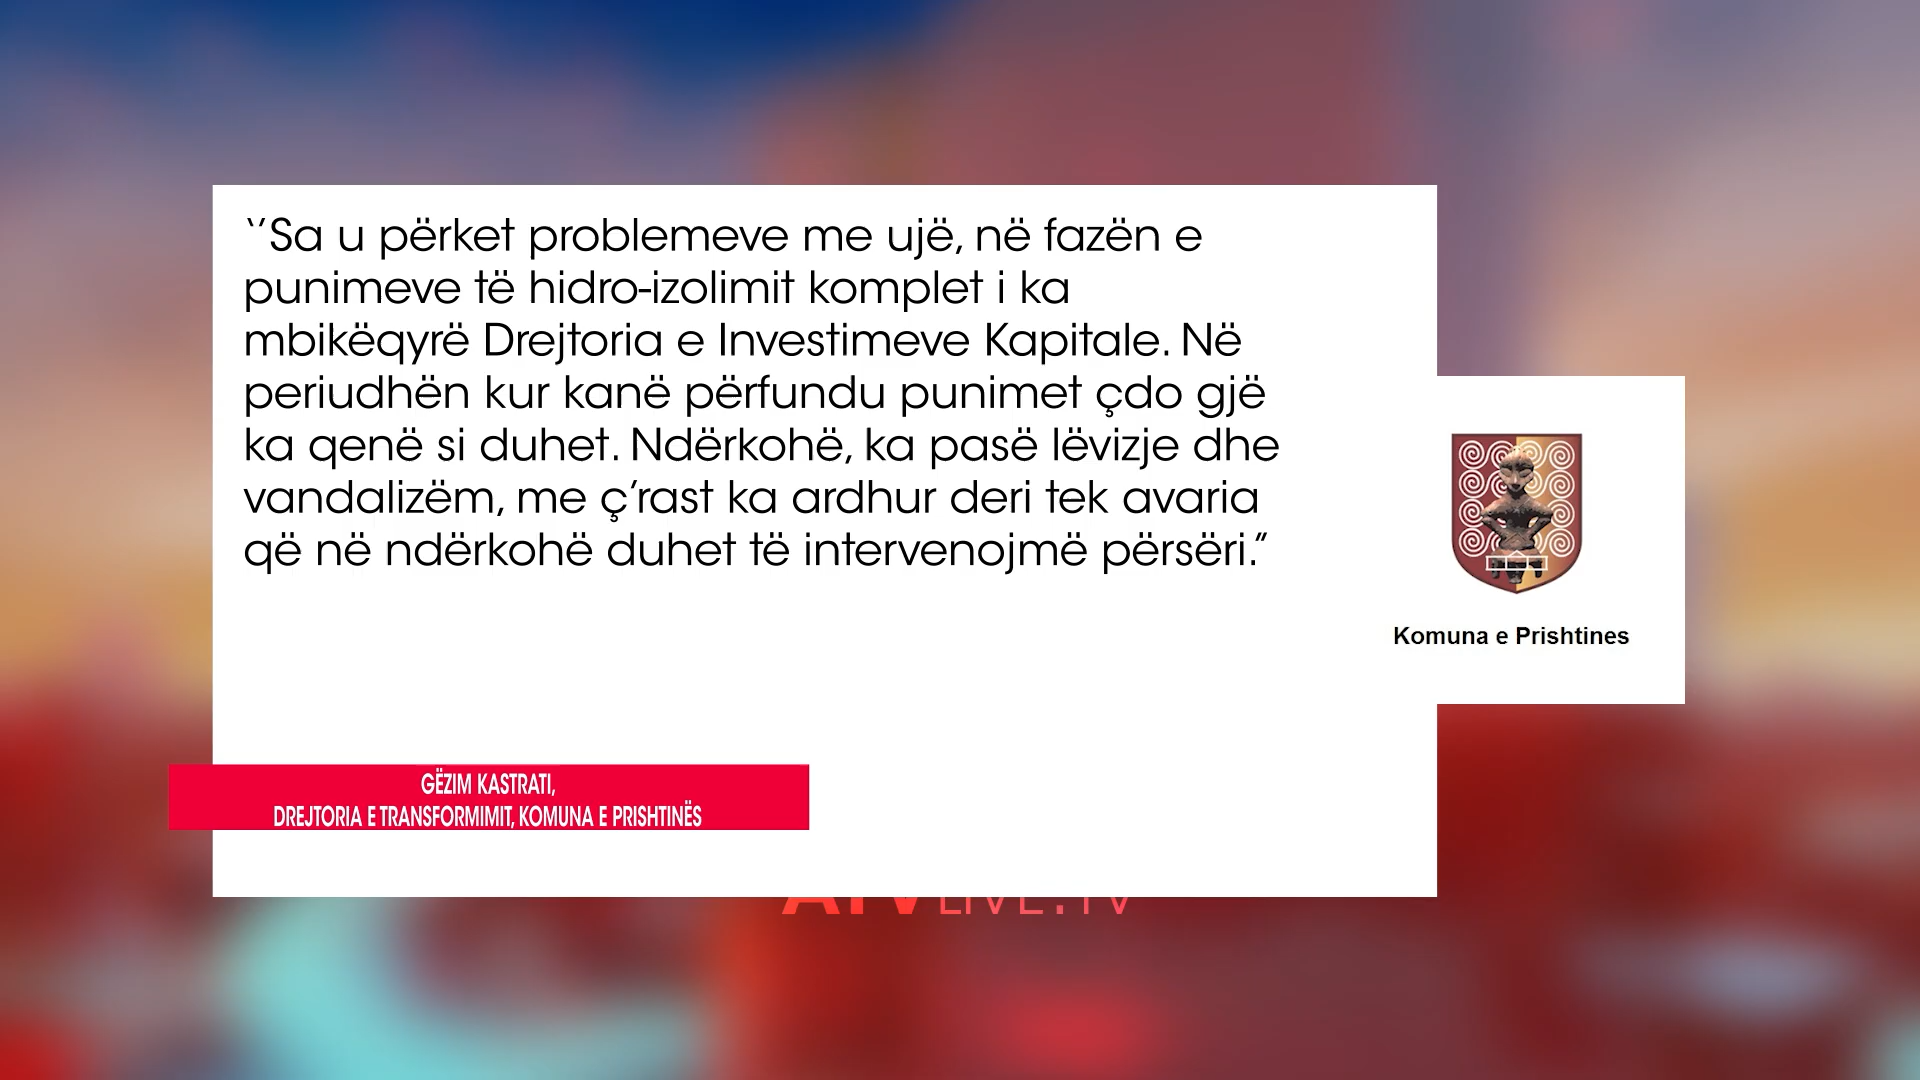 ‘’Sa u përket problemeve me ujë, në fazën e
punimeve të hidro-izolimit komplet i ka
mbikëqyrë Drejtoria e Investimeve Kapitale. Në
periudhën kur kanë përfundu punimet çdo gjë
ka qenë si duhet. Ndërkohë, ka pasë lëvizje dhe
vandalizëm, me ç’rast ka ardhur deri tek avaria
që në ndërkohë duhet të intervenojmë përsëri.”
Komuna e Prishtines
GËZIM KASTRATI,
DREJTORIA E TRANSFORMIMIT, KOMUNA E PRISHTINËS
LIVE.TV